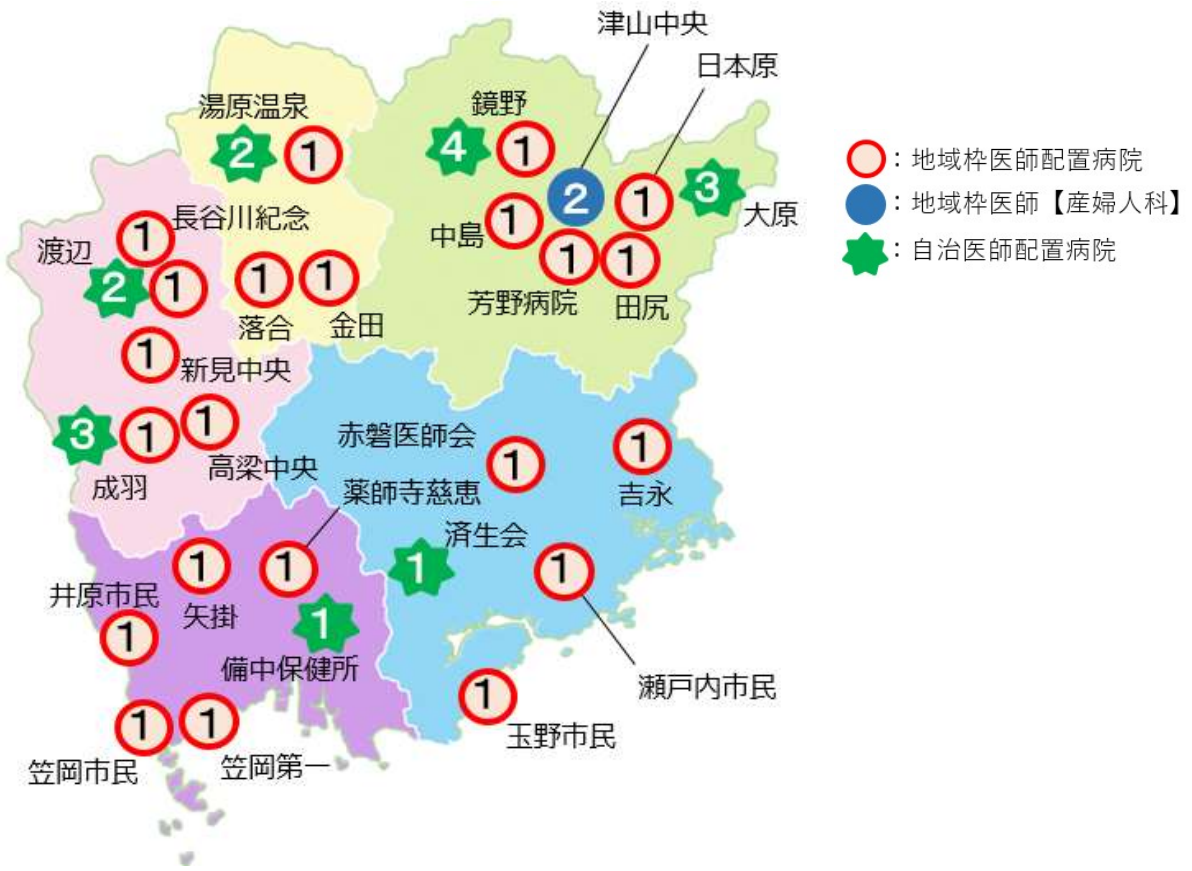 津山中央
日本原
湯原温泉
2
1
鏡野
4
1
2
1
3
大原
中島
1
1
1
芳野病院
田尻
長谷川紀念
1
渡辺
2
1
1
1
落合
金田
1
新見中央
3
1
1
成羽
高梁中央
赤磐医師会
1
1
吉永
薬師寺慈恵
済生会
1
1
瀬戸内市民
1
玉野市民
1
1
矢掛
井原市民
1
1
備中保健所
1
1
笠岡市民
笠岡第一
：地域枠医師配置病院
：地域枠医師【産婦人科】
：自治医師配置病院